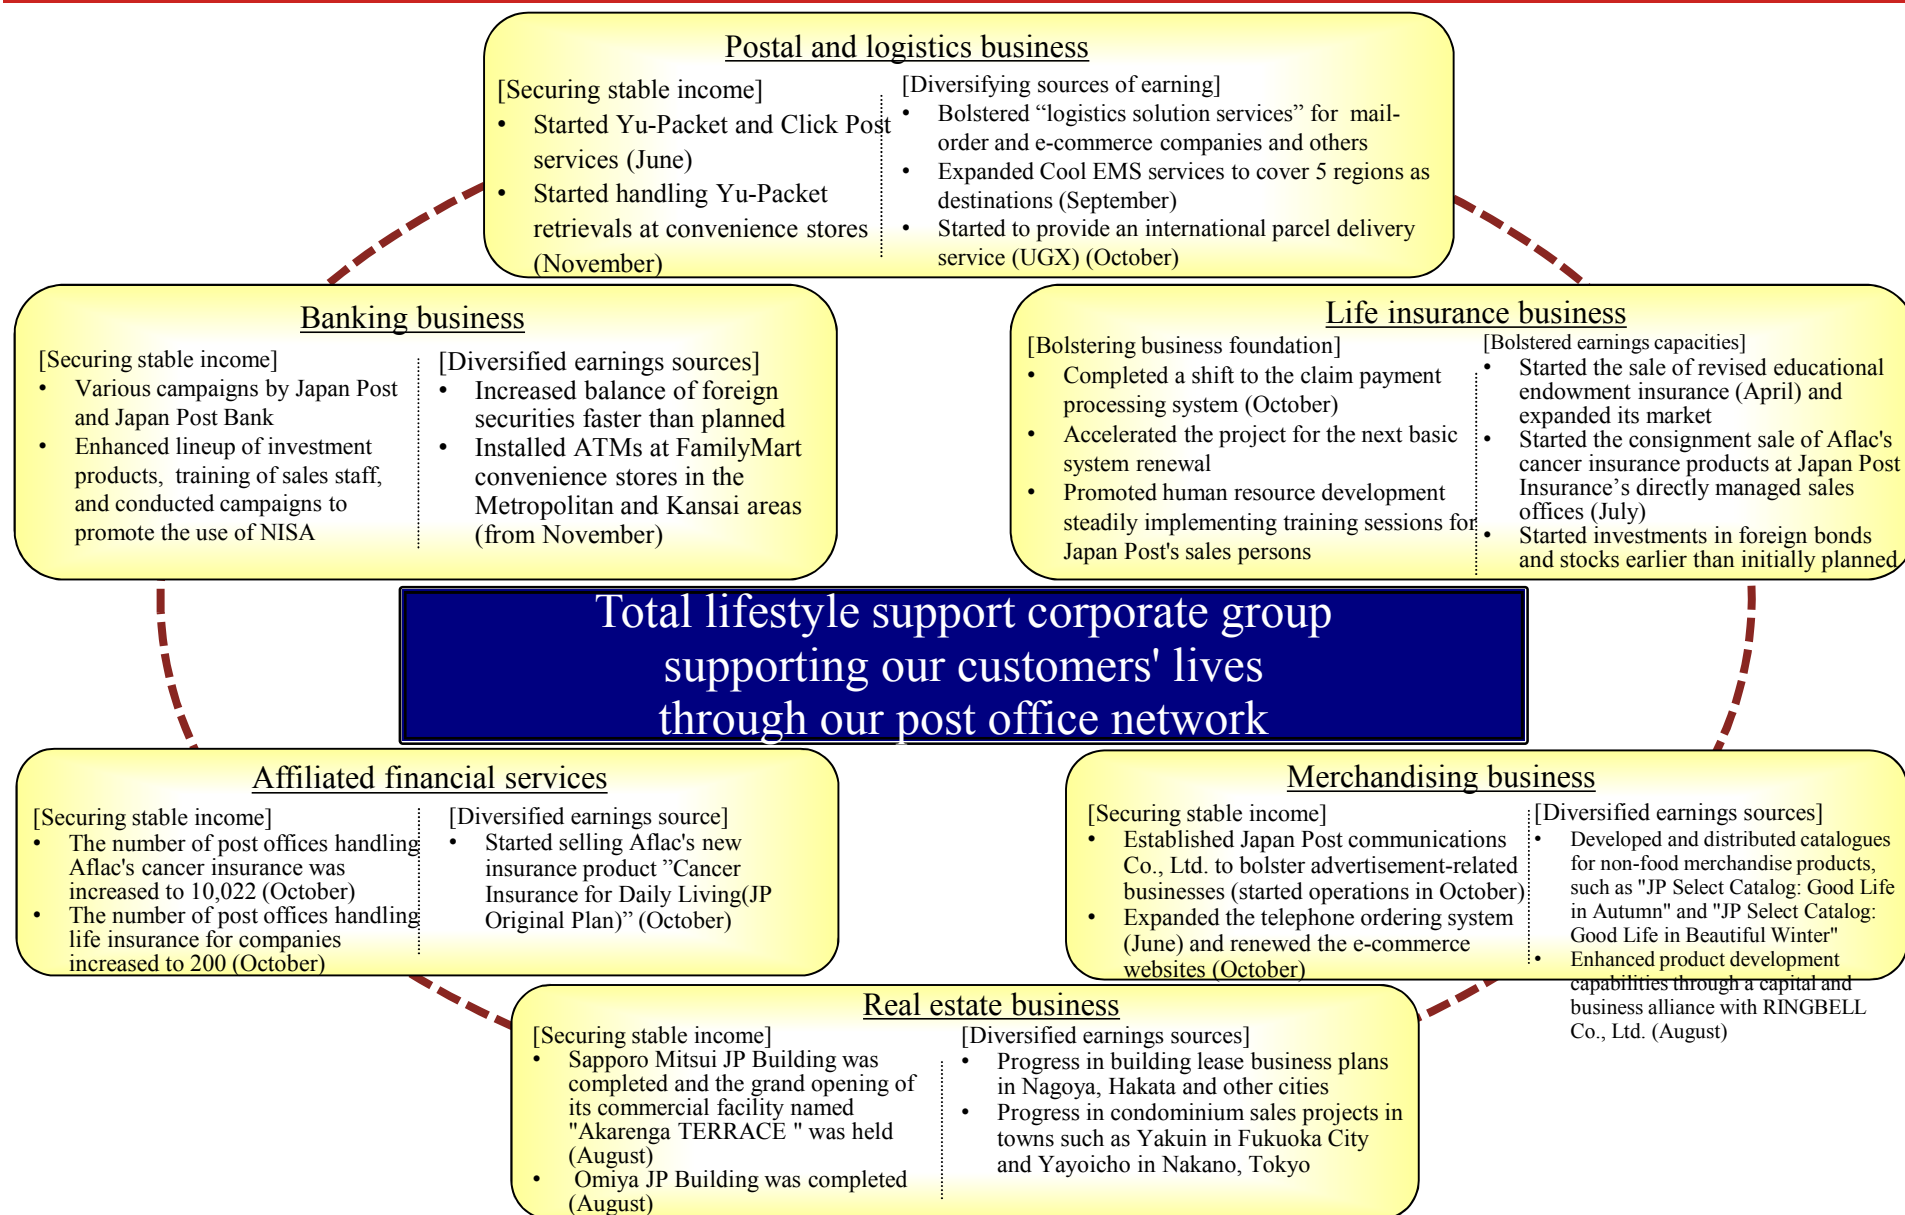 Postal and logistics business
[Securing stable income]
• Started Yu-Packet and Click Post
services (June)
• Started handling Yu-Packet
retrievals at convenience stores
(November)
[Diversifying sources of earning]
• Bolstered “logistics solution services” for mail-
order and e-commerce companies and others
• Expanded Cool EMS services to cover 5 regions as
destinations (September)
• Started to provide an international parcel delivery
service (UGX) (October)
Banking business
[Securing stable income]
• Various campaigns by Japan Post
and Japan Post Bank
• Enhanced lineup of investment
products, training of sales staff,
and conducted campaigns to
promote the use of NISA
[Diversified earnings sources]
• Increased balance of foreign
securities faster than planned
• Installed ATMs at FamilyMart
convenience stores in the
Metropolitan and Kansai areas
(from November)
Life insurance business
[Bolstering business foundation]
• Completed a shift to the claim payment
processing system (October)
• Accelerated the project for the next basic
system renewal
• Promoted human resource development
steadily implementing training sessions for
Japan Post's sales persons
[Bolstered earnings capacities]
• Started the sale of revised educational
endowment insurance (April) and
expanded its market
• Started the consignment sale of Aflac's
cancer insurance products at Japan Post
Insurance’s directly managed sales
offices (July)
• Started investments in foreign bonds
and stocks earlier than initially planned
Total lifestyle support corporate group
supporting our customers' lives
through our post office network
Affiliated financial services
[Securing stable income]
• The number of post offices handling
Aflac's cancer insurance was
increased to 10,022 (October)
• The number of post offices handling
life insurance for companies
increased to 200 (October)
[Diversified earnings source]
• Started selling Aflac's new
insurance product ”Cancer
Insurance for Daily Living(JP
Original Plan)” (October)
Merchandising business
[Securing stable income]
• Established Japan Post communications
Co., Ltd. to bolster advertisement-related
businesses (started operations in October)
• Expanded the telephone ordering system
(June) and renewed the e-commerce
websites (October)
[Diversified earnings sources]
• Developed and distributed catalogues
for non-food merchandise products,
such as "JP Select Catalog: Good Life
in Autumn" and "JP Select Catalog:
Good Life in Beautiful Winter"
• Enhanced product development
capabilities through a capital and
business alliance with RINGBELL
Co., Ltd. (August)
Real estate business
[Securing stable income]
• Sapporo Mitsui JP Building was
completed and the grand opening of
its commercial facility named
"Akarenga TERRACE " was held
(August)
• Omiya JP Building was completed
(August)
[Diversified earnings sources]
• Progress in building lease business plans
in Nagoya, Hakata and other cities
• Progress in condominium sales projects in
towns such as Yakuin in Fukuoka City
and Yayoicho in Nakano, Tokyo